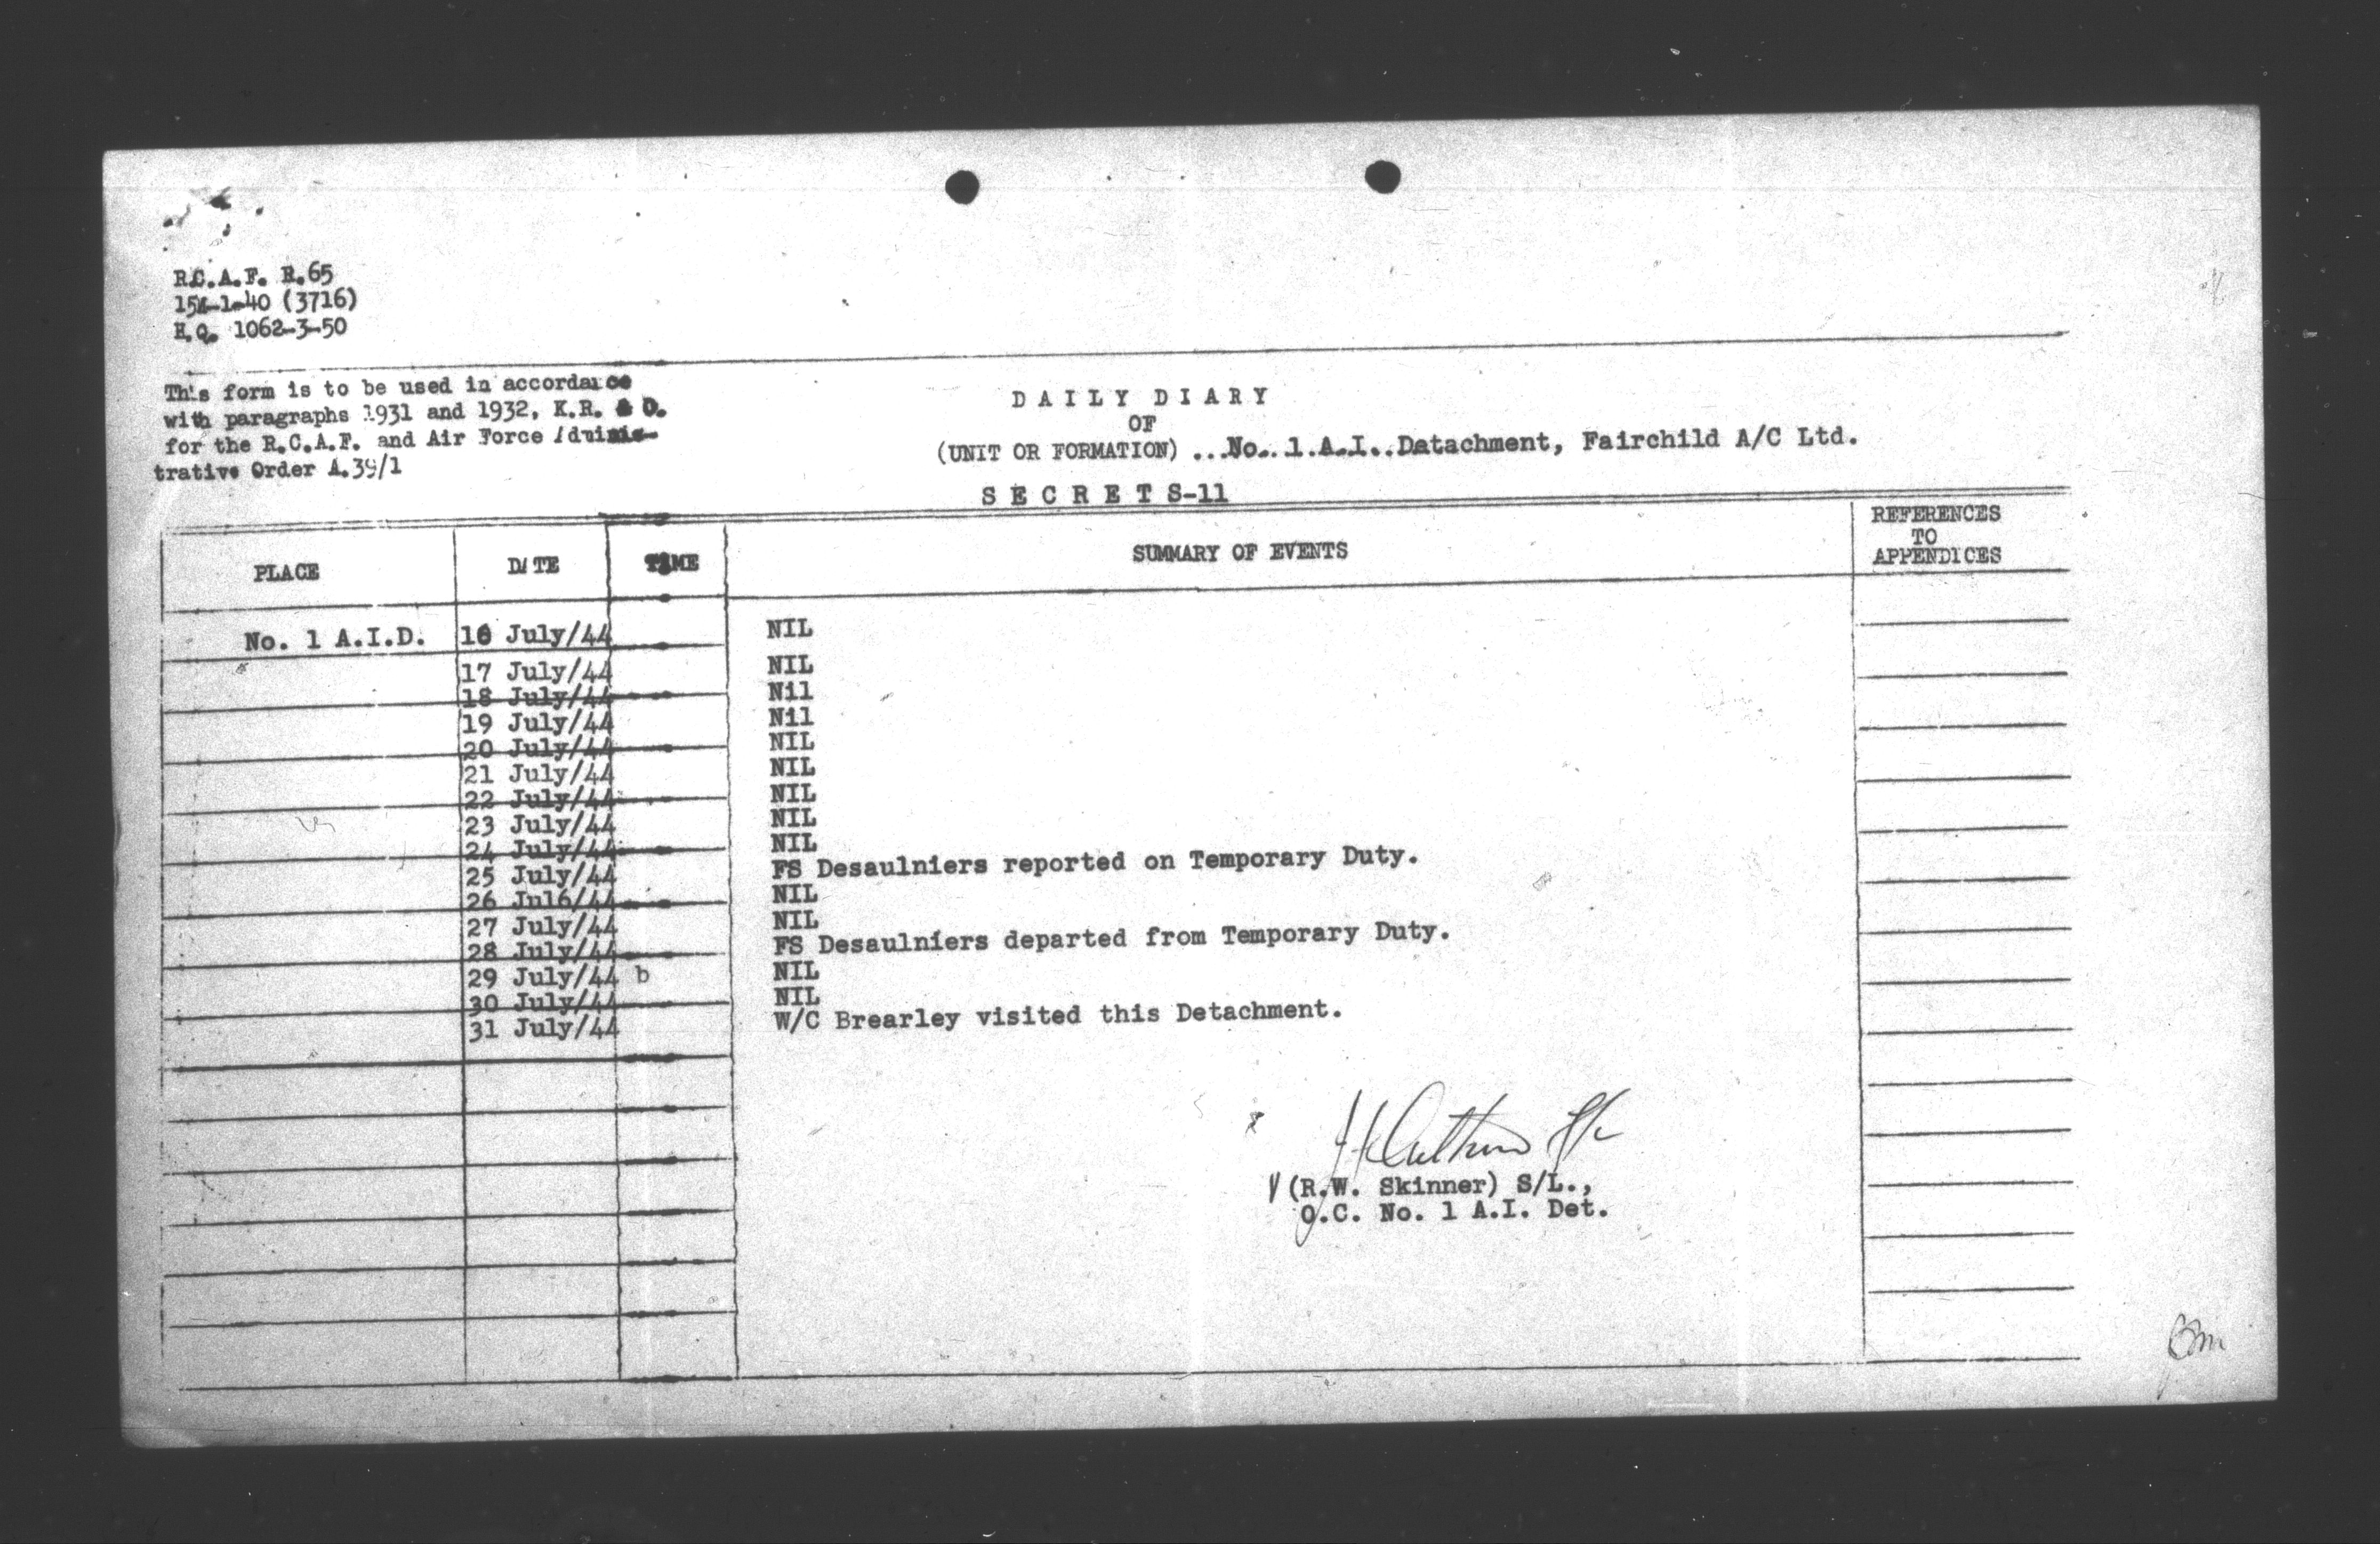 R.C.A.F. R.65
15M-1-40 (3716)
H.Q. 1062-3-50
This form is to be used in accordance
with paragraphs 1931 and 1932, K.R. & O.
for the R.C.A.F. and Air Force Adminis-
trative Order A.39/1
DAILY DIARY
OF
(UNIT OR FORMATION) ...No..1.A.I..Detachment, Fairchild A/C Ltd.
SECRET S-11
PLACE DATE TIME SUMMARY OF EVENTS REFERENCES TO APPENDICES
No. 1 A.I.D. 16 July/44 NIL
17 July/44 NIL
18 July/44 Nil
19 July/44 Nil
20 July/44 NIL
21 July/44 NIL
22 July/44 NIL
23 July/44 NIL
24 July/44 NIL
25 July/44 FS Desaulniers reported on Temporary Duty.
26 Jul6/44 NIL
27 July/44 NIL
28 July/44 FS Desaulniers departed from Temporary Duty.
29 July/44 b NIL
30 July/44 NIL
31 July/44 W/C Brearley visited this Detachment.
(R.W. Skinner) S/L.,
O.C. No. 1 A.I. Det.